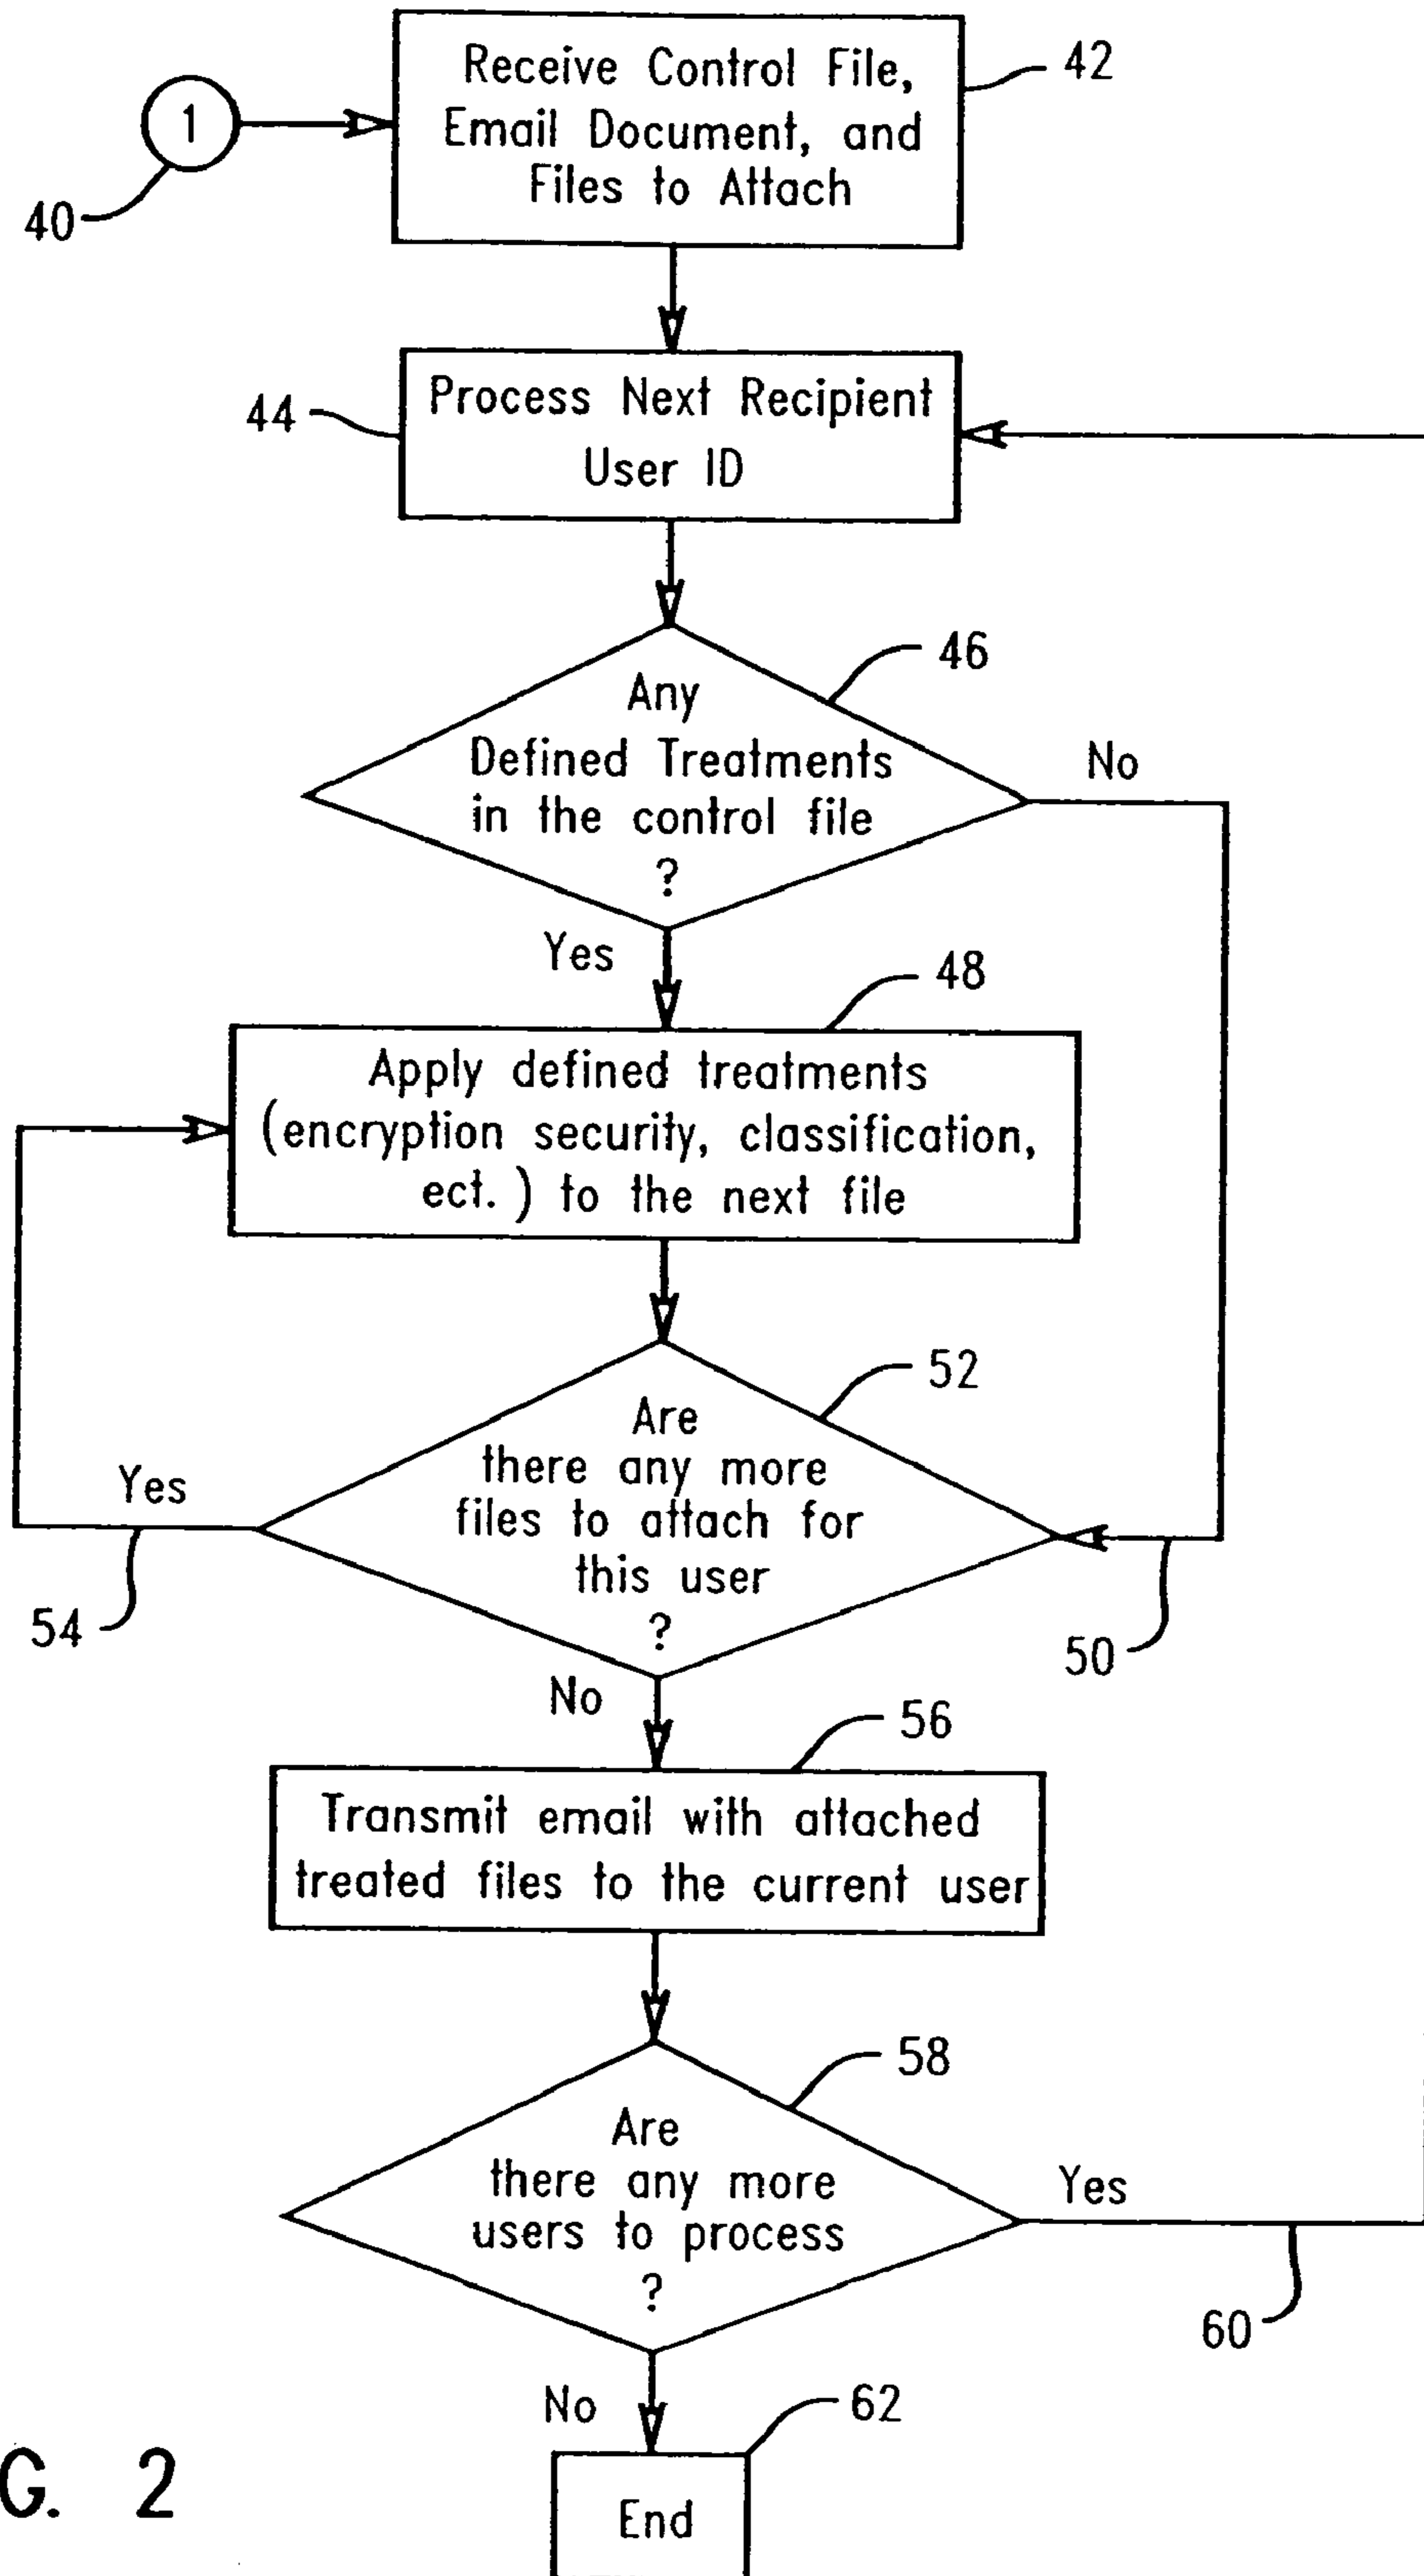 Receive Control File,
Email Document, and
Files to Attach
42
1
40
Process Next Recipient
User ID
44
Any
Defined Treatments
in the control file
?
46
No
Yes
48
Apply defined treatments
(encryption security, classification,
ect. ) to the next file
52
Are
there any more
files to attach for
this user
?
Yes
54
50
No
56
Transmit email with attached
treated files to the current user
58
Are
there any more
users to process
?
Yes
60
No
62
End
G. 2